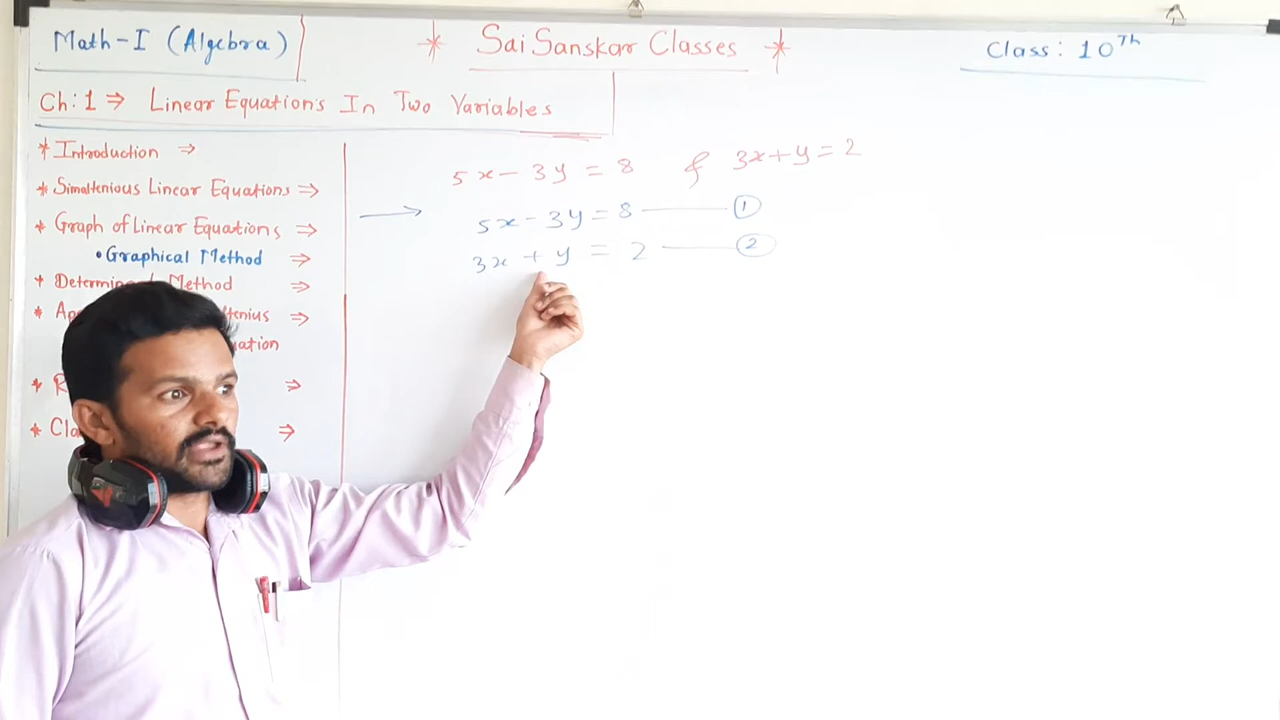 Math-I (Algebra)
* Sai Sanskar Classes *
Class: 10Th
Ch:1 ⇒ Linear Equations In Two Variables
* Introduction ⇒
* Simaltenious Linear Equations ⇒
* Graph of Linear Equations ⇒
• Graphical Method ⇒
* Method ⇒
* ⇒
* ⇒
* ⇒
5x - 3y = 8 & 3x + y = 2
→ 5x - 3y = 8 — ①
3x + y = 2 — ②